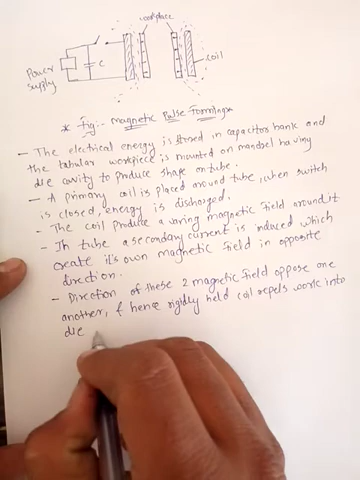 workplace
Power
supply
C
coil
* Fig:- Magnetic Pulse Forming *
- The electrical energy is stored in capacitor bank and
the tabular workpiece is mounted on mandrel having
die cavity to produce shape on tube.
- A primary coil is placed around tube, when switch
is closed, energy is discharged.
- The coil produce a varing magnetic field around it
- In tube a secondary current is induced which
create it's own magnetic field in opposite
direction.
- Direction of these 2 magnetic field oppose one
another, & hence rigidly held coil repels work into
die